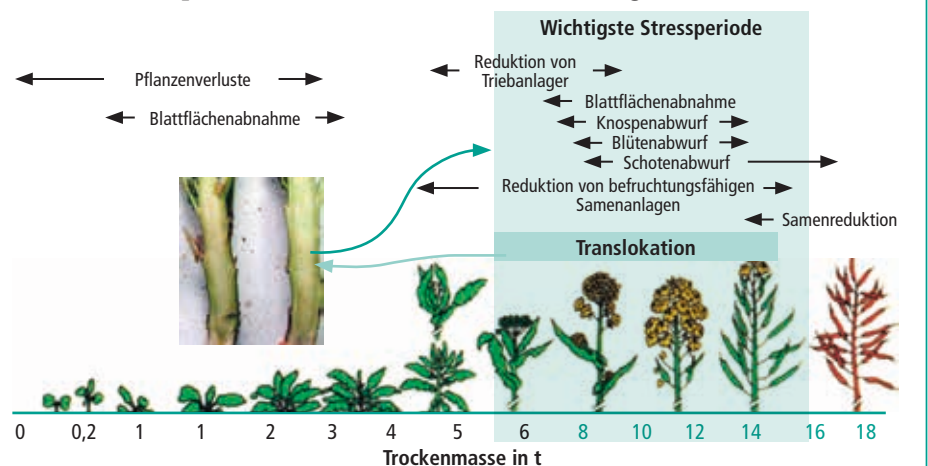 Wichtigste Stressperiode
Pflanzenverluste
Reduktion von
Triebanlager
Blattflächenabnahme
Blattflächenabnahme
Knospenabwurf
Blütenabwurf
Schotenabwurf
Reduktion von befruchtungsfähigen
Samenanlagen
Samenreduktion
Translokation
0 0,2 1 1 2 3 4 5 6 8 10 12 14 16 18
Trockenmasse in t